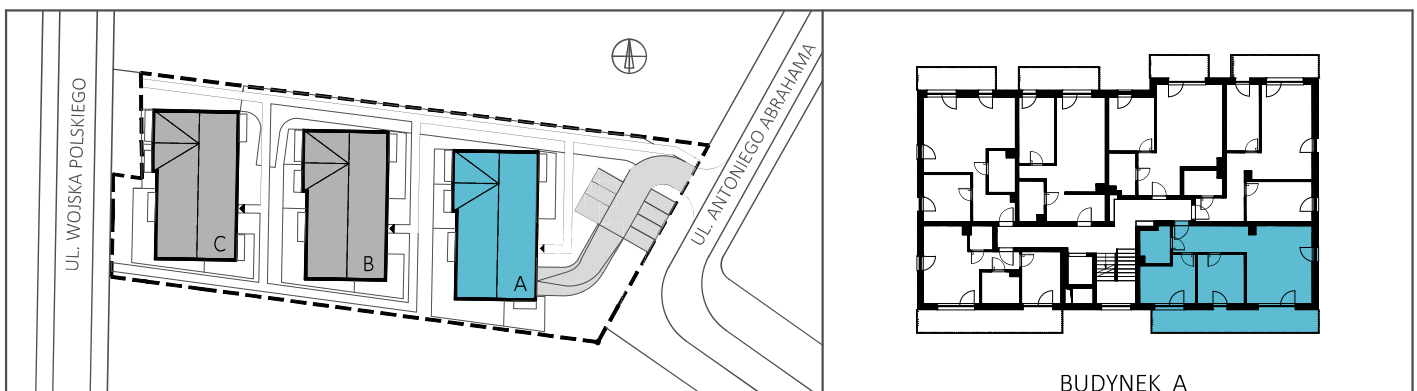 UL. WOJSKA POLSKIEGO
C
B
A
UL. ANTONIEGO ABRAHAMA
BUDYNEK A